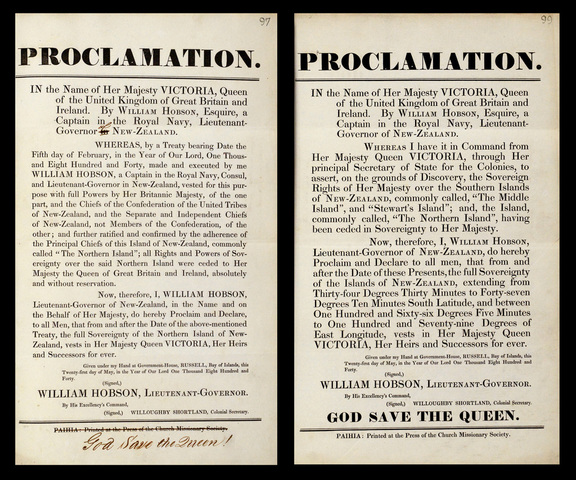 97
PROCLAMATION.
IN the Name of Her Majesty VICTORIA, Queen
of the United Kingdom of Great Britain and
Ireland. By WILLIAM HOBSON, Esquire, a
Captain in the Royal Navy, Lieutenant-
Governor of NEW-ZEALAND.
WHEREAS, by a Treaty bearing Date the
Fifth day of February, in the Year of Our Lord, One Thous-
and Eight Hundred and Forty, made and executed by me
WILLIAM HOBSON, a Captain in the Royal Navy, Consul,
and Lieutenant-Governor in New-Zealand, vested for this pur-
pose with full Powers by Her Britannic Majesty, of the one
part, and the Chiefs of the Confederation of the United Tribes
of New-Zealand, and the Separate and Independent Chiefs
of New-Zealand, not Members of the Confederation, of the
other; and further ratified and confirmed by the adherence of
the Principal Chiefs of this Island of New-Zealand, commonly
called "The Northern Island"; all Rights and Powers of Sov-
ereignty over the said Northern Island were ceded to Her
Majesty the Queen of Great Britain and Ireland, absolutely
and without reservation.
Now, therefore, I, WILLIAM HOBSON,
Lieutenant-Governor of New-Zealand, in the Name and on
the Behalf of Her Majesty, do hereby Proclaim and Declare,
to all Men, that from and after the Date of the above-mentioned
Treaty, the full Sovereignty of the Northern Island of New-
Zealand, vests in Her Majesty Queen VICTORIA, Her Heirs
and Successors for ever.
Given under my Hand at Government-House, RUSSELL, Bay of Islands, this
Twenty-first day of May, in the Year of Our Lord One Thousand Eight Hundred and
Forty.
(Signed,)
WILLIAM HOBSON, LIEUTENANT-GOVERNOR.
By His Excellency's Command,
(Signed,) WILLOUGHBY SHORTLAND, Colonial Secretary.
PAIHIA: Printed at the Press of the Church Missionary Society.
God Save the Queen!
99
PROCLAMATION.
IN the Name of Her Majesty VICTORIA, Queen
of the United Kingdom of Great Britain and
Ireland. By WILLIAM HOBSON, Esquire,
a Captain in the Royal Navy, Lieutenant-
Governor of NEW-ZEALAND.
WHEREAS I have it in Command from
Her Majesty Queen VICTORIA, through Her
principal Secretary of State for the Colonies, to
assert, on the grounds of Discovery, the Sovereign
Rights of Her Majesty over the Southern Islands
of NEW-ZEALAND, commonly called, "The Middle
Island", and "Stewart's Island"; and, the Island,
commonly called, "The Northern Island", having
been ceded in Sovereignty to Her Majesty.
Now, therefore, I, WILLIAM HOBSON,
Lieutenant-Governor of NEW-ZEALAND, do hereby
Proclaim and Declare to all men, that from and
after the Date of these Presents, the full Sovereignty
of the Islands of NEW-ZEALAND, extending from
Thirty-four Degrees Thirty Minutes to Forty-seven
Degrees Ten Minutes South Latitude, and between
One Hundred and Sixty-six Degrees Five Minutes
to One Hundred and Seventy-nine Degrees of
East Longitude, vests in Her Majesty Queen
VICTORIA, Her Heirs and Successors for ever.
Given under my Hand at Government-House, RUSSELL, Bay of Islands, this
Twenty-first day of May, in the Year of Our Lord One Thousand Eight Hundred and
Forty.
(Signed,)
WILLIAM HOBSON, LIEUTENANT-GOVERNOR.
By His Excellency's Command,
(Signed,) WILLOUGHBY SHORTLAND, Colonial Secretary.
GOD SAVE THE QUEEN.
PAIHIA: Printed at the Press of the Church Missionary Society.